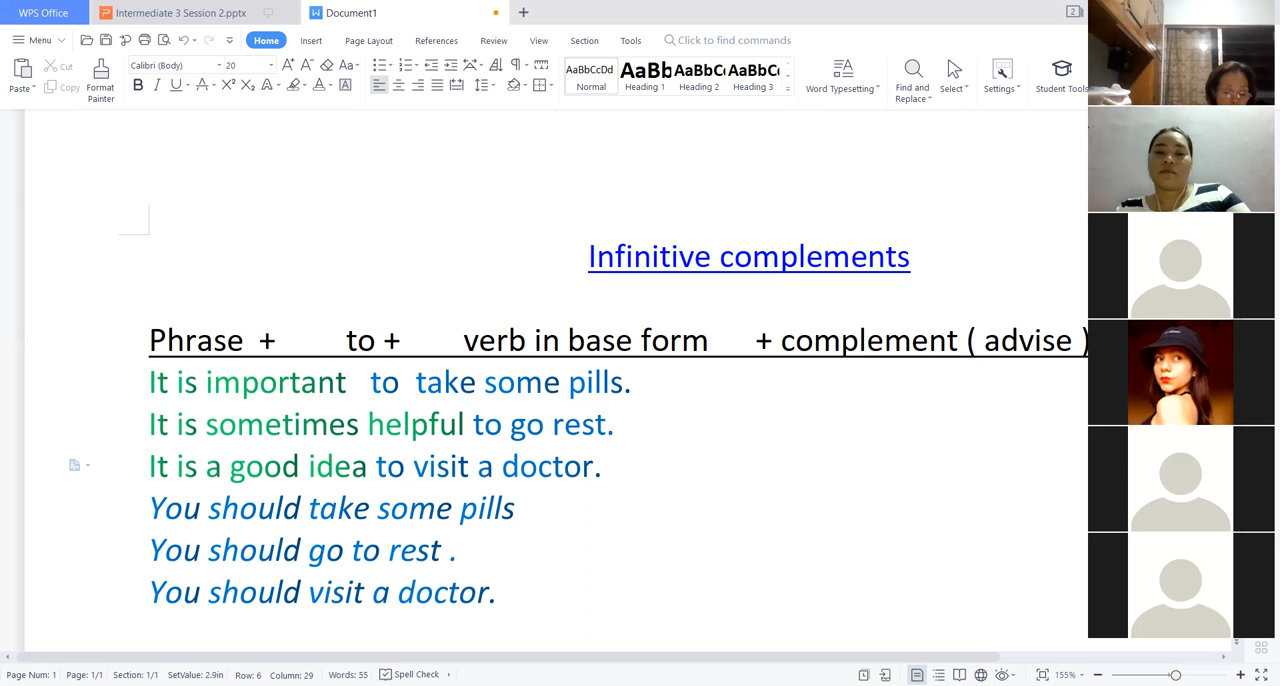 WPS Office
Intermediate 3 Session 2.pptx
Document1
2
Menu
Home
Insert
Page Layout
References
Review
View
Section
Tools
Click to find commands
Paste
Cut
Copy
Format Painter
Calibri (Body)
20
AaBbCcDd
Normal
Heading 1
Heading 2
Heading 3
Word Typesetting
Find and Replace
Select
Settings
Student Tools
Infinitive complements
Phrase + to + verb in base form + complement ( advise )
It is important to take some pills.
It is sometimes helpful to go rest.
It is a good idea to visit a doctor.
You should take some pills
You should go to rest .
You should visit a doctor.
Page Num: 1 Page: 1/1 Section: 1/1 SetValue: 2.9in Row: 6 Column: 29 Words: 55 Spell Check
155%